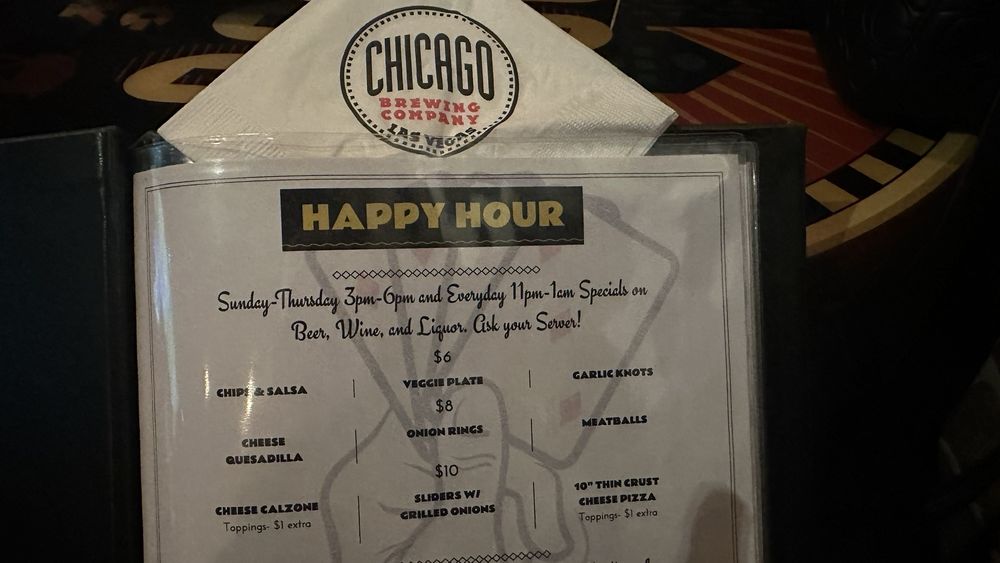 CHICAGO
BREWING
COMPANY
LAS VEGAS
HAPPY HOUR
Sunday-Thursday 3pm-6pm and Everyday 11pm-1am Specials on
Beer, Wine, and Liquor. Ask your Server!
$6
CHIPS & SALSA
VEGGIE PLATE
GARLIC KNOTS
$8
CHEESE
QUESADILLA
ONION RINGS
MEATBALLS
$10
CHEESE CALZONE
Toppings- $1 extra
SLIDERS W/
GRILLED ONIONS
10" THIN CRUST
CHEESE PIZZA
Toppings- $1 extra